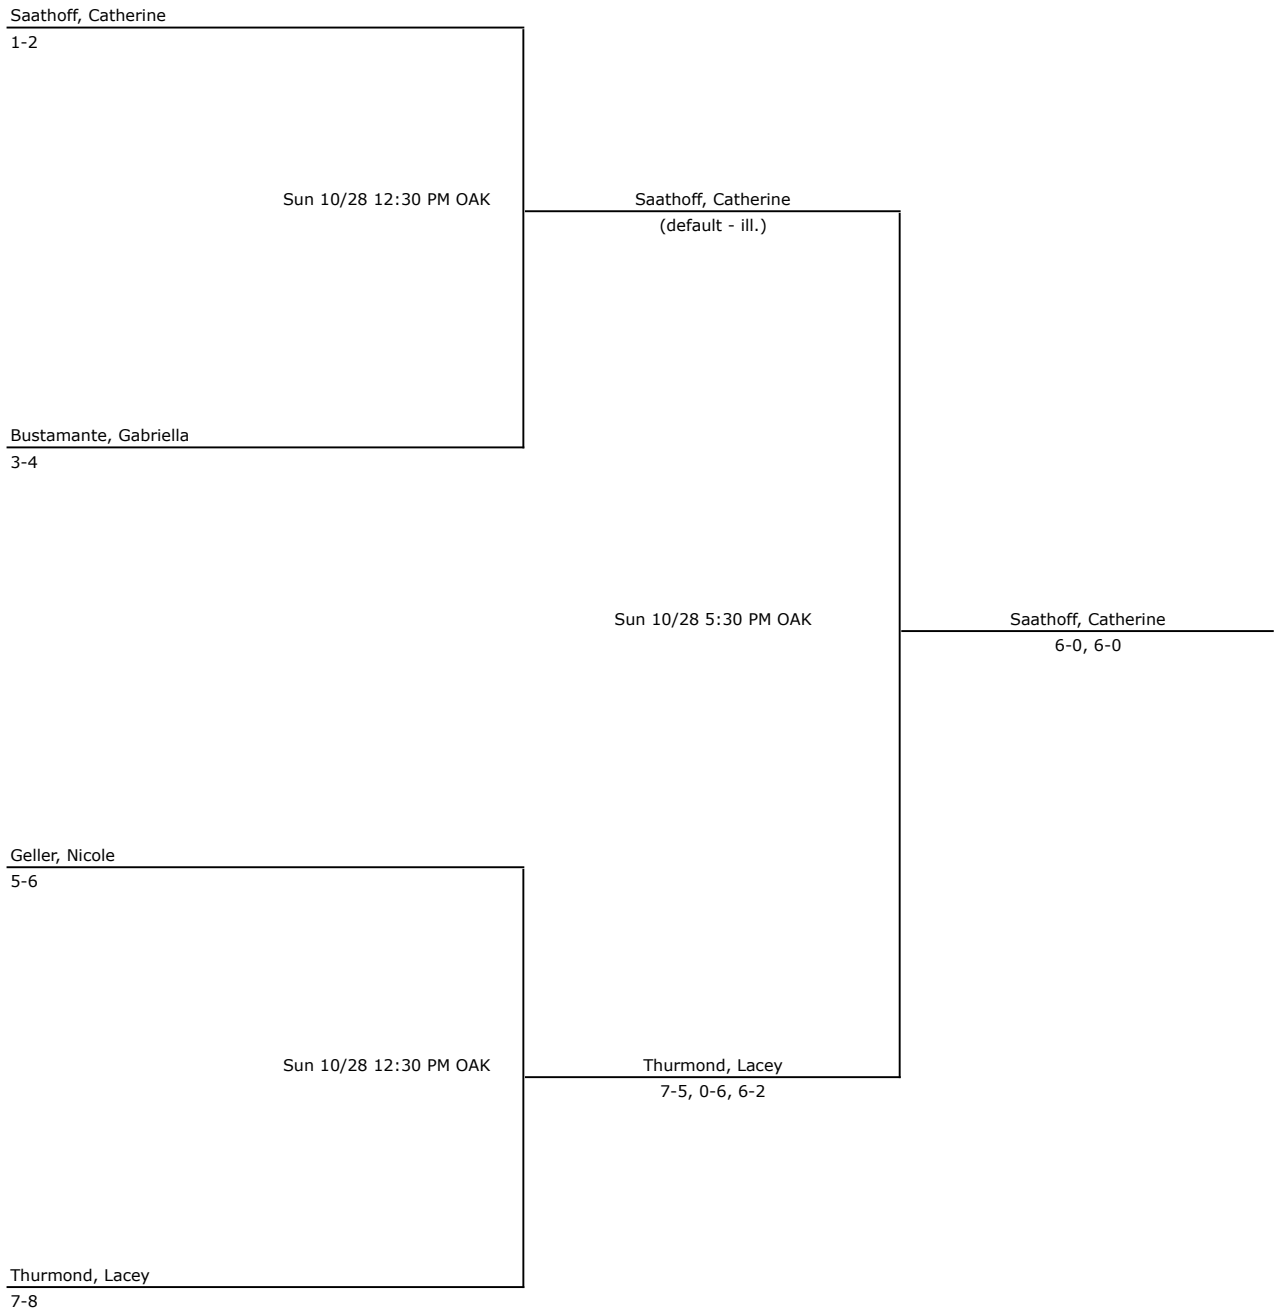 Saathoff, Catherine
1-2
Sun 10/28 12:30 PM OAK
Saathoff, Catherine
(default - ill.)
Bustamante, Gabriella
3-4
Sun 10/28 5:30 PM OAK
Saathoff, Catherine
6-0, 6-0
Geller, Nicole
5-6
Sun 10/28 12:30 PM OAK
Thurmond, Lacey
7-5, 0-6, 6-2
Thurmond, Lacey
7-8